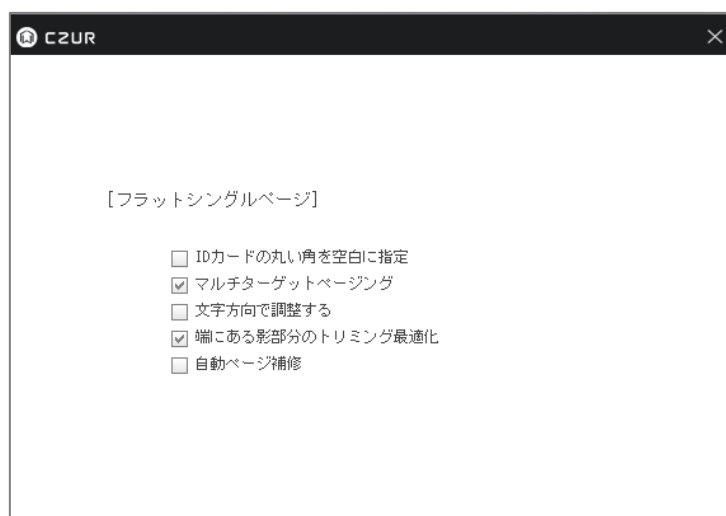 CZUR
[フラットシングルページ]
IDカードの丸い角を空白に指定
マルチターゲットページング
文字方向で調整する
端にある影部分のトリミング最適化
自動ページ補修